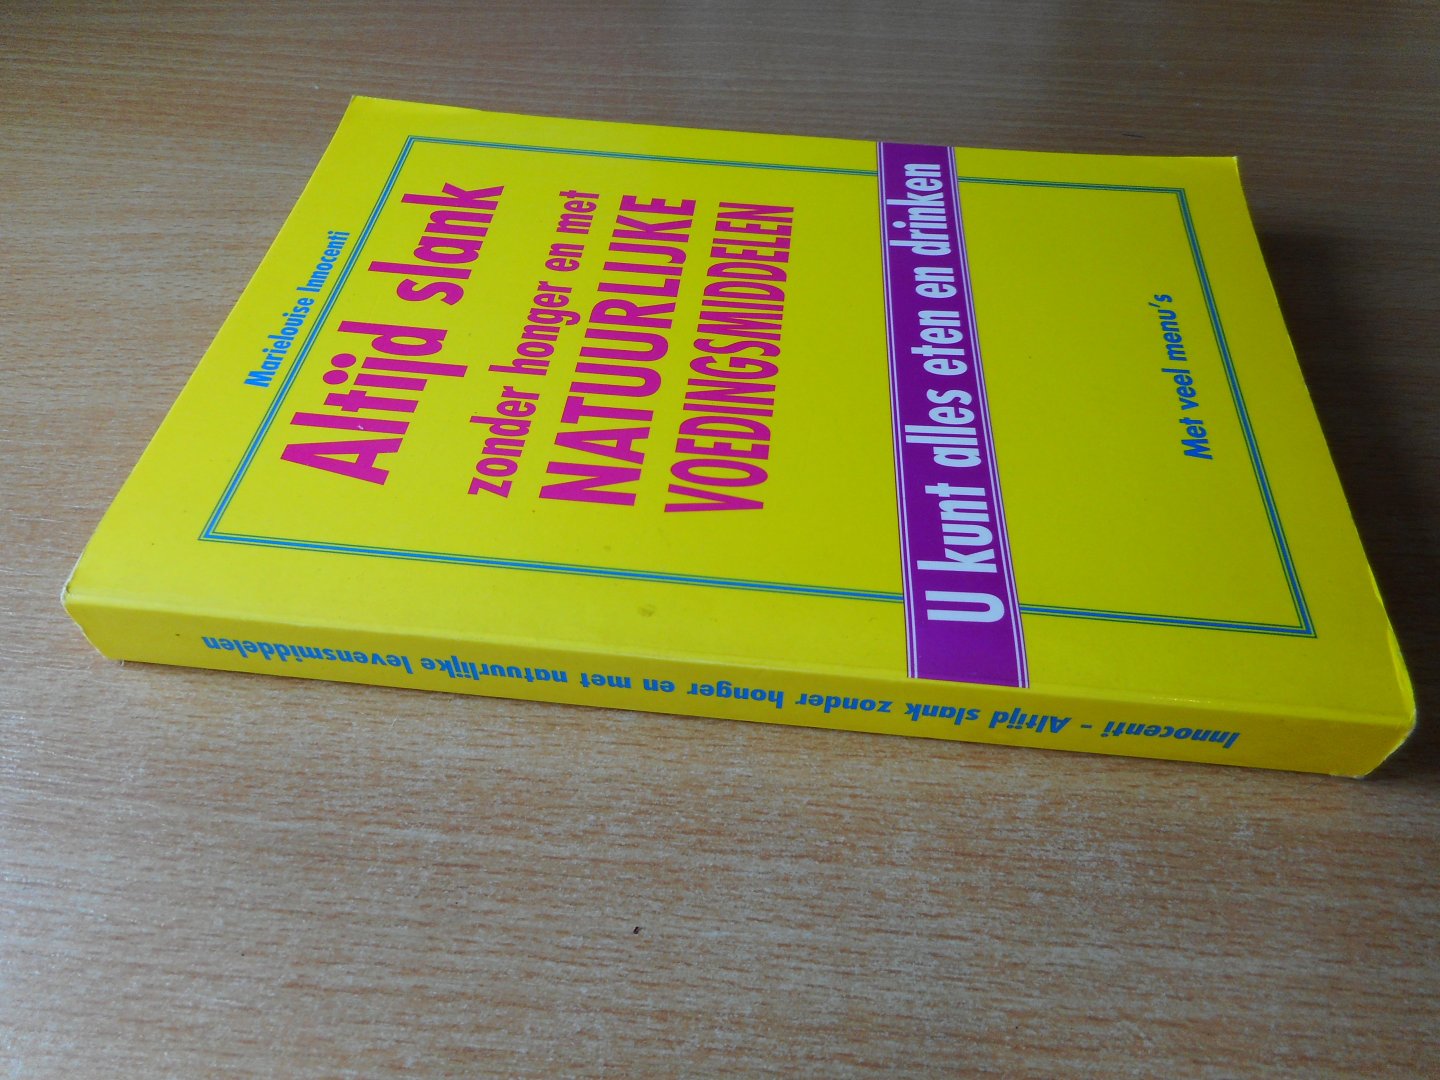 Marielouise Innocenti
Altijd slank
zonder honger en met
NATUURLIJKE
VOEDINGSMIDDELEN
U kunt alles eten en drinken
Met veel menu's
Innocenti - Altijd slank zonder honger en met natuurlijke levensmiddelen